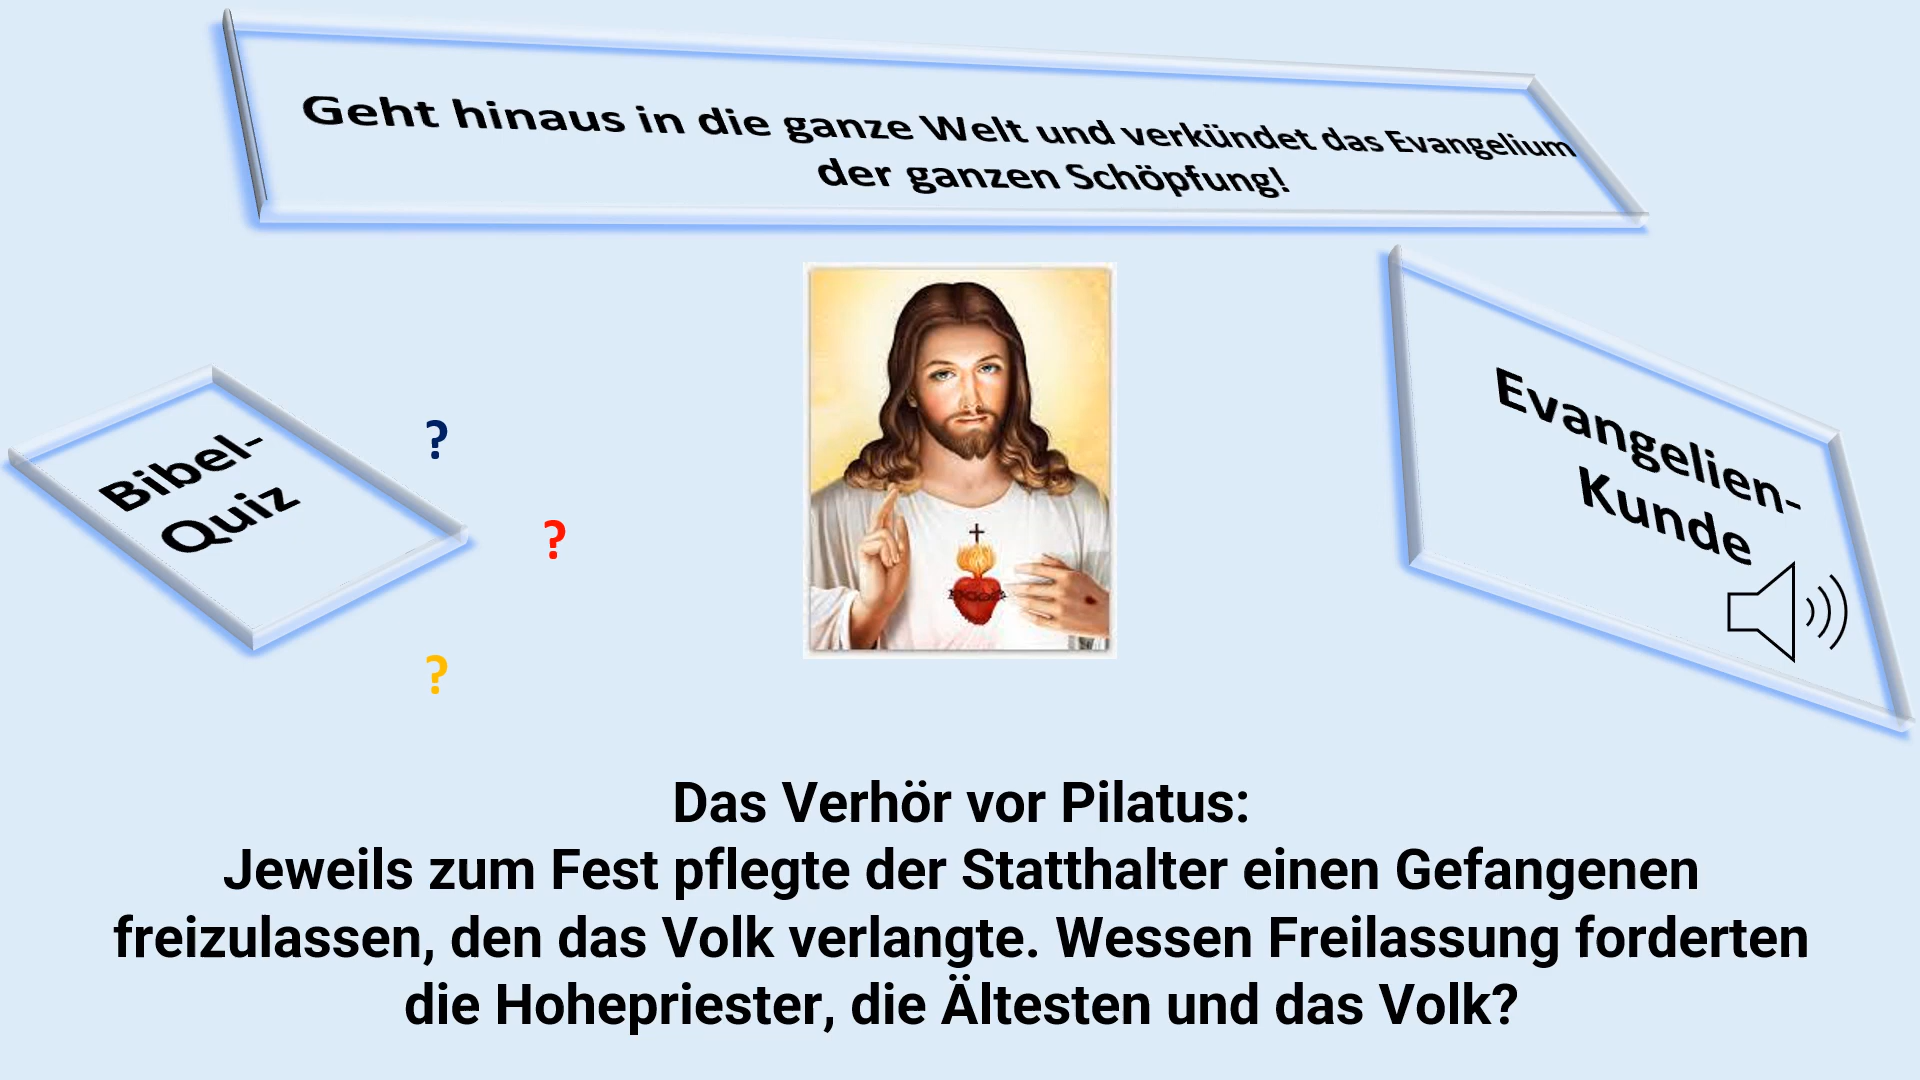 Geht hinaus in die ganze Welt und verkündet das Evangelium
der ganzen Schöpfung!
Bibel-
Quiz
?
?
?
Evangelien-
Kunde
Das Verhör vor Pilatus:
Jeweils zum Fest pflegte der Statthalter einen Gefangenen
freizulassen, den das Volk verlangte. Wessen Freilassung forderten
die Hohepriester, die Ältesten und das Volk?